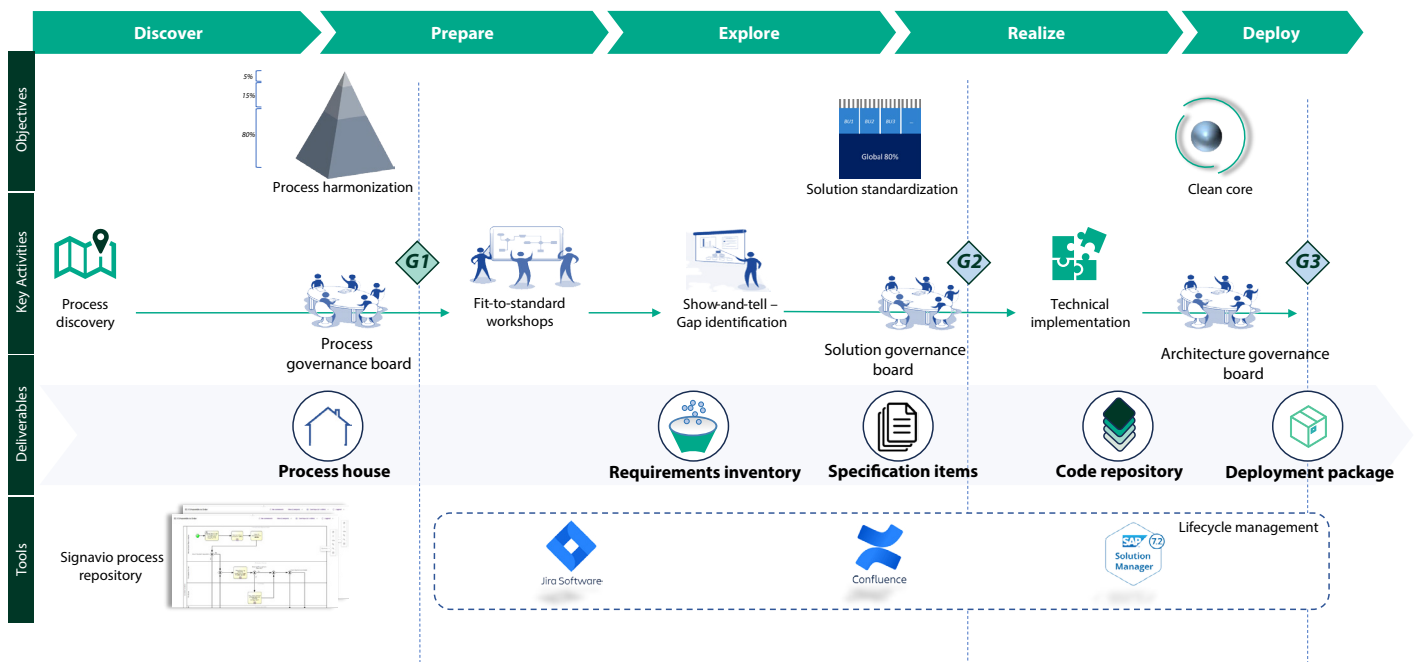 Discover
Prepare
Explore
Realize
Deploy
Objectives
5%
15%
80%
Process harmonization
BU1
BU2
BU3
...
Global 80%
Solution standardization
Clean core
Key Activities
Process
discovery
Process
governance board
G1
Fit-to-standard
workshops
Show-and-tell –
Gap identification
Solution governance
board
G2
Technical
implementation
Architecture governance
board
G3
Deliverables
Process house
Requirements inventory
Specification items
Code repository
Deployment package
Tools
Signavio process
repository
Jira Software
Confluence
SAP
7.2
Solution
Manager
Lifecycle management